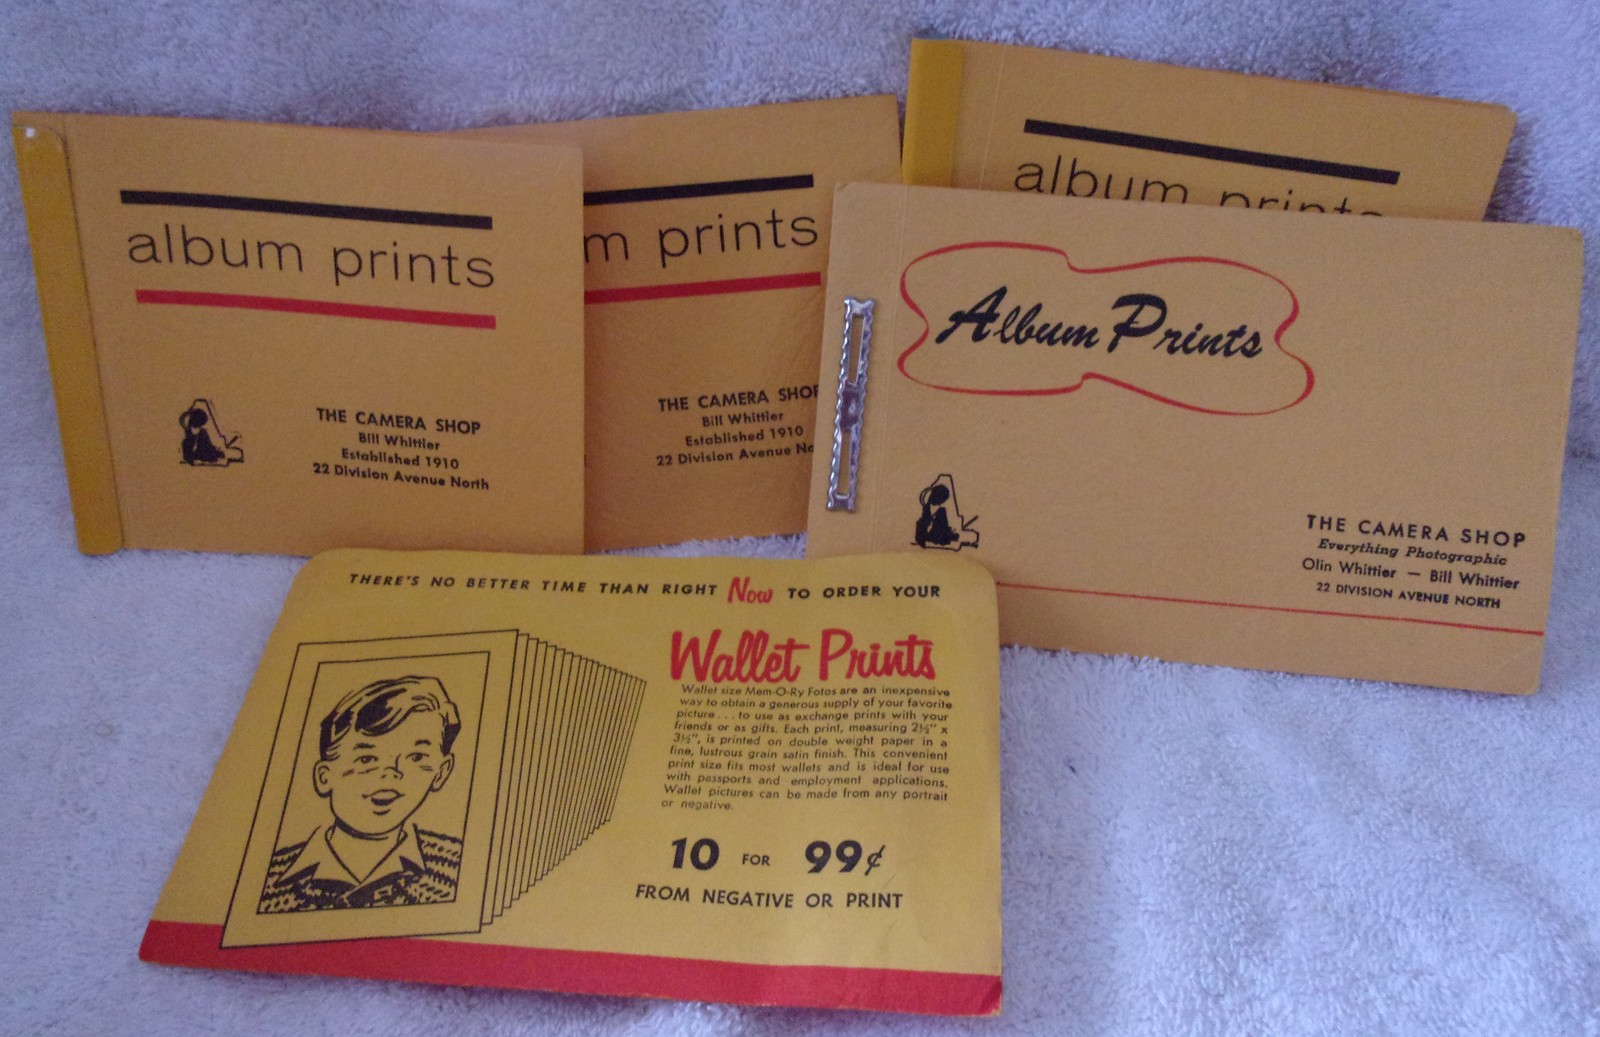 album prints
THE CAMERA SHOP
Bill Whittier
Established 1910
22 Division Avenue North
m prints
THE CAMERA SHOP
Bill Whittier
Established 1910
22 Division Avenue No
album prints
Album Prints
THE CAMERA SHOP
Everything Photographic
Olin Whittier — Bill Whittier
22 DIVISION AVENUE NORTH
THERE'S NO BETTER TIME THAN RIGHT Now TO ORDER YOUR
Wallet Prints
Wallet size Mem-O-Ry Fotos are an inexpensive
way to obtain a generous supply of your favorite
picture . . . to use as exchange prints with your
friends or as gifts. Each print, measuring 2½" x
3½", is printed on double weight paper in a
fine, lustrous grain satin finish. This convenient
print size fits most wallets and is ideal for use
with passports and employment applications.
Wallet pictures can be made from any portrait
or negative.
10 FOR 99¢
FROM NEGATIVE OR PRINT